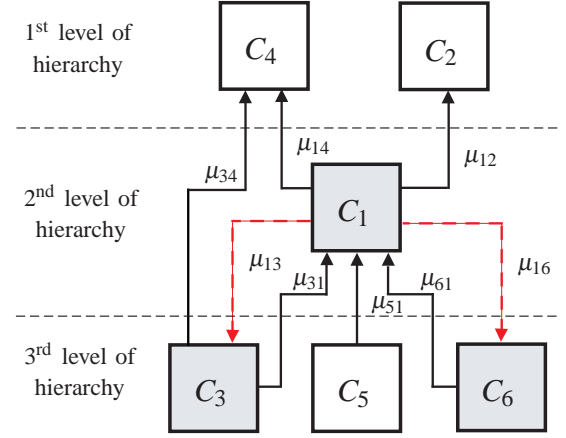 1st level of
hierarchy
C4
C2
μ34
μ14
μ12
2nd level of
hierarchy
C1
μ13
μ31
μ51
μ61
μ16
3rd level of
hierarchy
C3
C5
C6